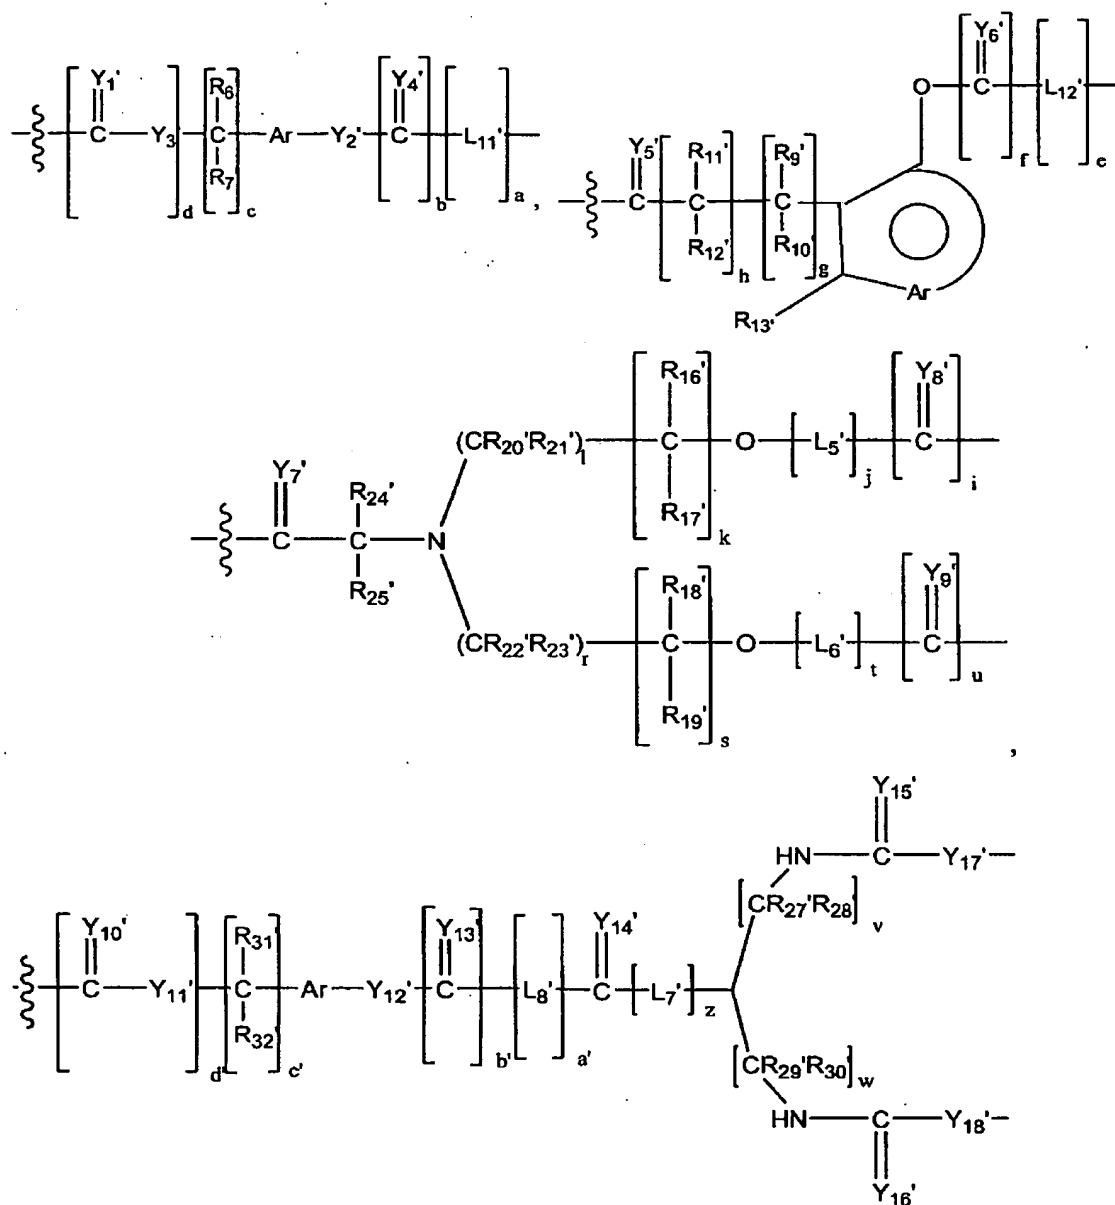 Y1' Y4' Y6'
R6 O C L12'
C Y3 C Ar Y2' C L11' f e
R7 Y5' R11' R9'
d c b a , C C C
R12' R10'
h g
Ar
R13'
R16' Y8'
(CR20'R21')l C O L5' C
Y7' j i
R24' R17'
C C N k
R25' R18' Y9'
(CR22'R23')r C O L6' C
t u
R19'
s ,
Y15'
HN C Y17'
[CR27'R28']v
Y10' R31' Y13' Y14'
C Y11' C Ar Y12' C L8' C [L7']z
R32'
d' c' b' a' [CR29'R30']w
HN C Y18'
Y16'